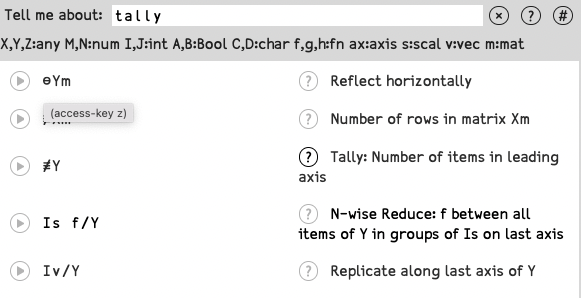 Tell me about: tally × ? #
X,Y,Z:any M,N:num I,J:int A,B:Bool C,D:char f,g,h:fn ax:axis s:scal v:vec m:mat
⊖Ym ? Reflect horizontally
(access-key z) ? Number of rows in matrix Xm
≢Y ? Tally: Number of items in leading
axis
Is f/Y ? N-wise Reduce: f between all
items of Y in groups of Is on last axis
Iv/Y ? Replicate along last axis of Y